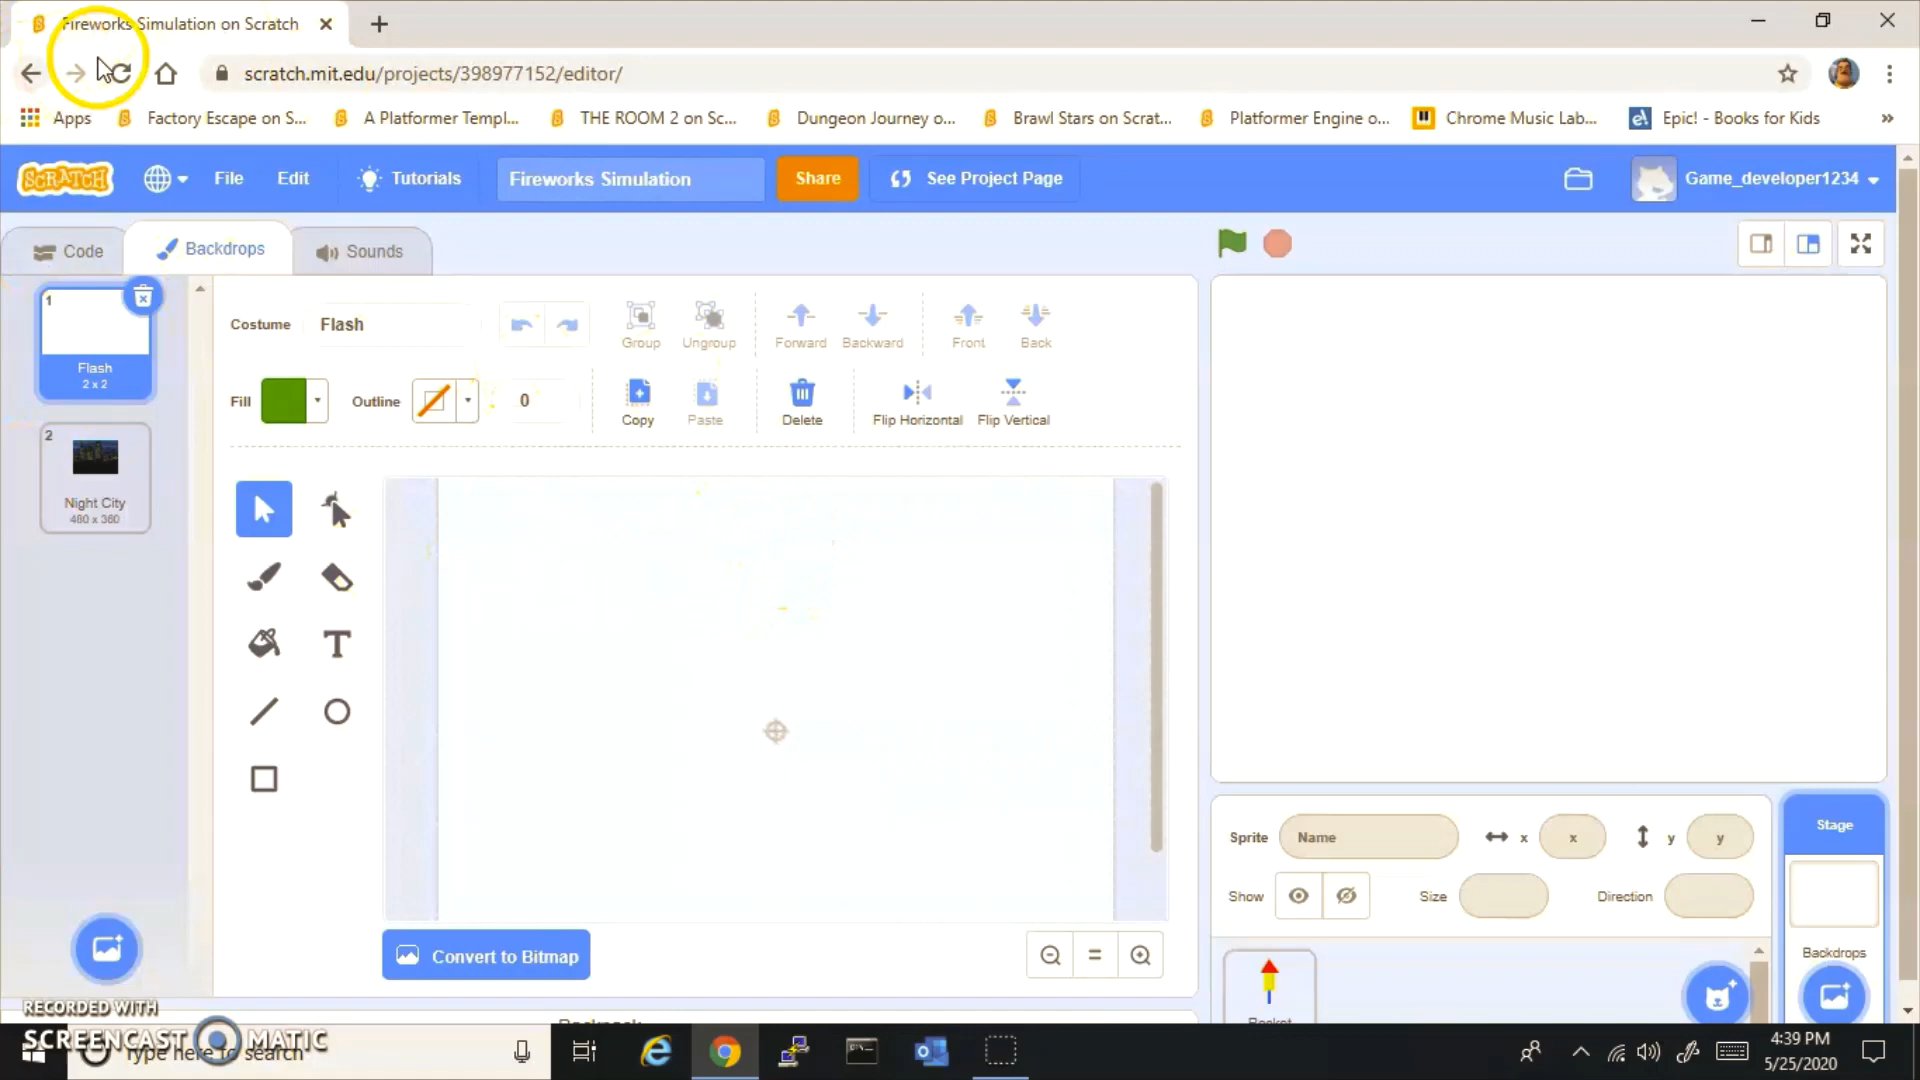 Fireworks Simulation on Scratch
scratch.mit.edu/projects/398977152/editor/
Apps
Factory Escape on S...
A Platformer Templ...
THE ROOM 2 on Sc...
Dungeon Journey o...
Brawl Stars on Scrat...
Platformer Engine o...
Chrome Music Lab...
Epic! - Books for Kids
»
SCRATCH
File
Edit
Tutorials
Fireworks Simulation
Share
See Project Page
Game_developer1234
Code
Backdrops
Sounds
1
Flash
2 x 2
2
Night City
480 x 360
Costume
Flash
Group
Ungroup
Forward
Backward
Front
Back
Fill
Outline
0
Copy
Paste
Delete
Flip Horizontal
Flip Vertical
T
Convert to Bitmap
Sprite
Name
x
x
y
y
Show
Size
Direction
Stage
Backdrops
RECORDED WITH
SCREENCAST MATIC
Type here to search
4:39 PM
5/25/2020